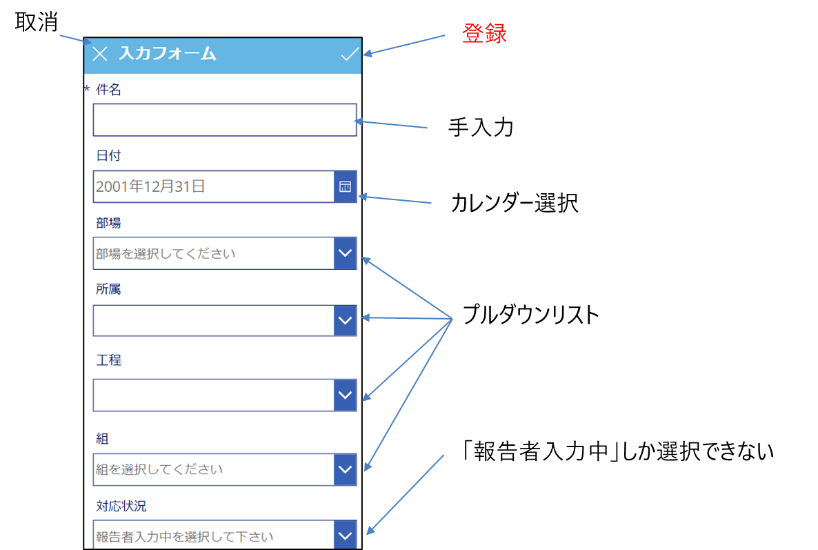 取消
登録
入力フォーム
* 件名
手入力
日付
2001年12月31日
カレンダー選択
部場
部場を選択してください
所属
プルダウンリスト
工程
組
組を選択してください
「報告者入力中」しか選択できない
対応状況
報告者入力中を選択して下さい